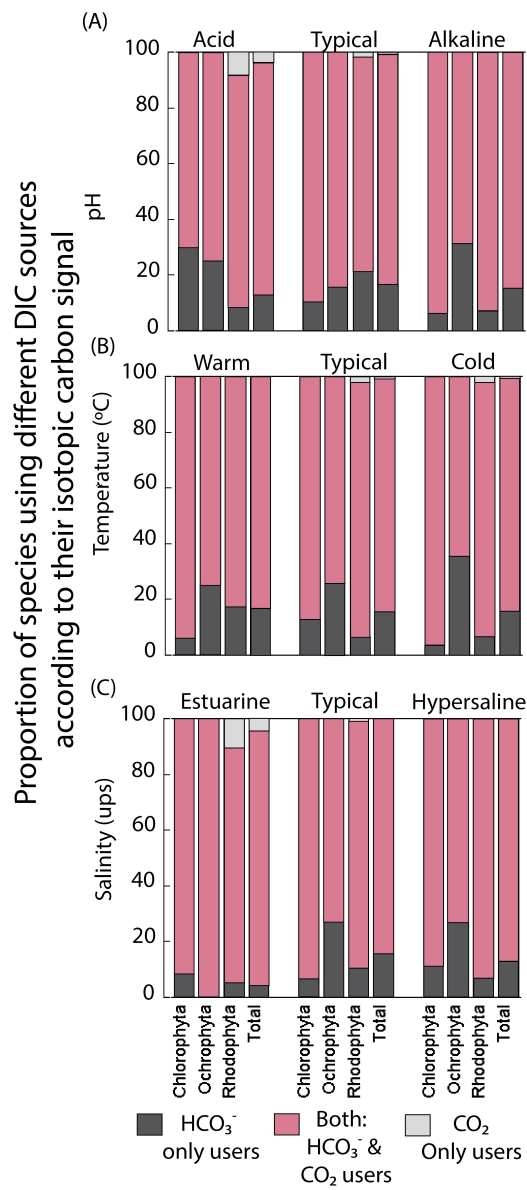 (A)
Acid Typical Alkaline
100
80
60
40
20
0
pH
Proportion of species using different DIC sources
according to their isotopic carbon signal
(B)
Warm Typical Cold
100
80
60
40
20
0
Temperature (ºC)
(C)
Estuarine Typical Hypersaline
100
80
60
40
20
0
Salinity (ups)
Chlorophyta
Ochrophyta
Rhodophyta
Total
Chlorophyta
Ochrophyta
Rhodophyta
Total
Chlorophyta
Ochrophyta
Rhodophyta
Total
HCO₃⁻
only users
Both:
HCO₃⁻ &
CO₂ users
CO₂
Only users